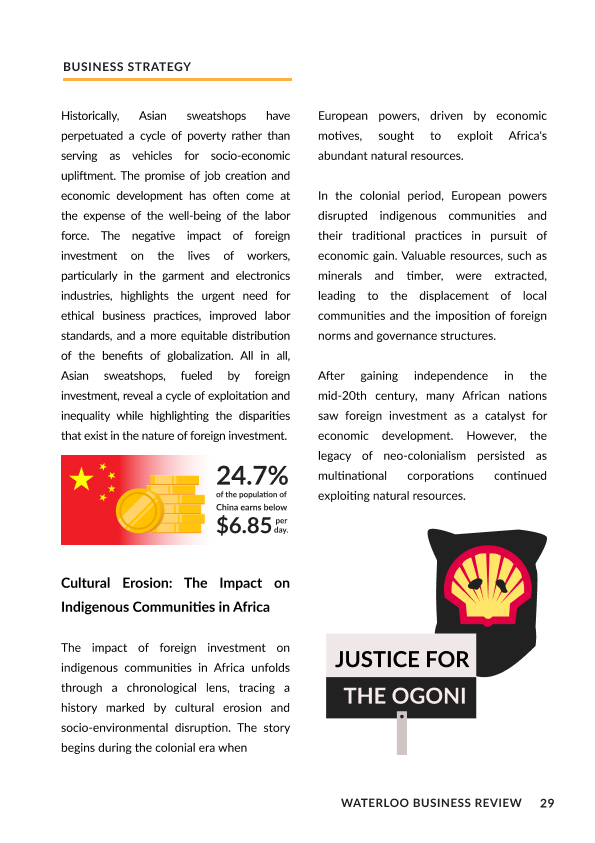 BUSINESS STRATEGY
Historically, Asian sweatshops have
perpetuated a cycle of poverty rather than
serving as vehicles for socio-economic
upliftment. The promise of job creation and
economic development has often come at
the expense of the well-being of the labor
force. The negative impact of foreign
investment on the lives of workers,
particularly in the garment and electronics
industries, highlights the urgent need for
ethical business practices, improved labor
standards, and a more equitable distribution
of the benefits of globalization. All in all,
Asian sweatshops, fueled by foreign
investment, reveal a cycle of exploitation and
inequality while highlighting the disparities
that exist in the nature of foreign investment.
24.7%
of the population of
China earns below
$6.85 per day.
Cultural Erosion: The Impact on
Indigenous Communities in Africa
The impact of foreign investment on
indigenous communities in Africa unfolds
through a chronological lens, tracing a
history marked by cultural erosion and
socio-environmental disruption. The story
begins during the colonial era when
European powers, driven by economic
motives, sought to exploit Africa's
abundant natural resources.
In the colonial period, European powers
disrupted indigenous communities and
their traditional practices in pursuit of
economic gain. Valuable resources, such as
minerals and timber, were extracted,
leading to the displacement of local
communities and the imposition of foreign
norms and governance structures.
After gaining independence in the
mid-20th century, many African nations
saw foreign investment as a catalyst for
economic development. However, the
legacy of neo-colonialism persisted as
multinational corporations continued
exploiting natural resources.
JUSTICE FOR
THE OGONI
WATERLOO BUSINESS REVIEW 29